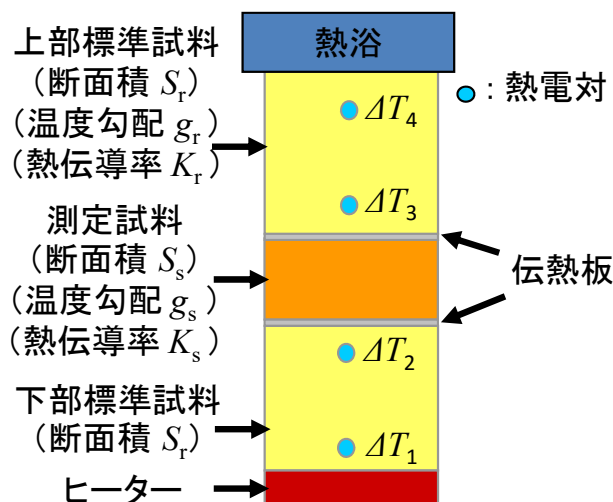 上部標準試料
(断面積 Sr)
(温度勾配 gr)
(熱伝導率 Kr)
測定試料
(断面積 Ss)
(温度勾配 gs)
(熱伝導率 Ks)
下部標準試料
(断面積 Sr)
ヒーター
熱浴
: 熱電対
ΔT4
ΔT3
伝熱板
ΔT2
ΔT1